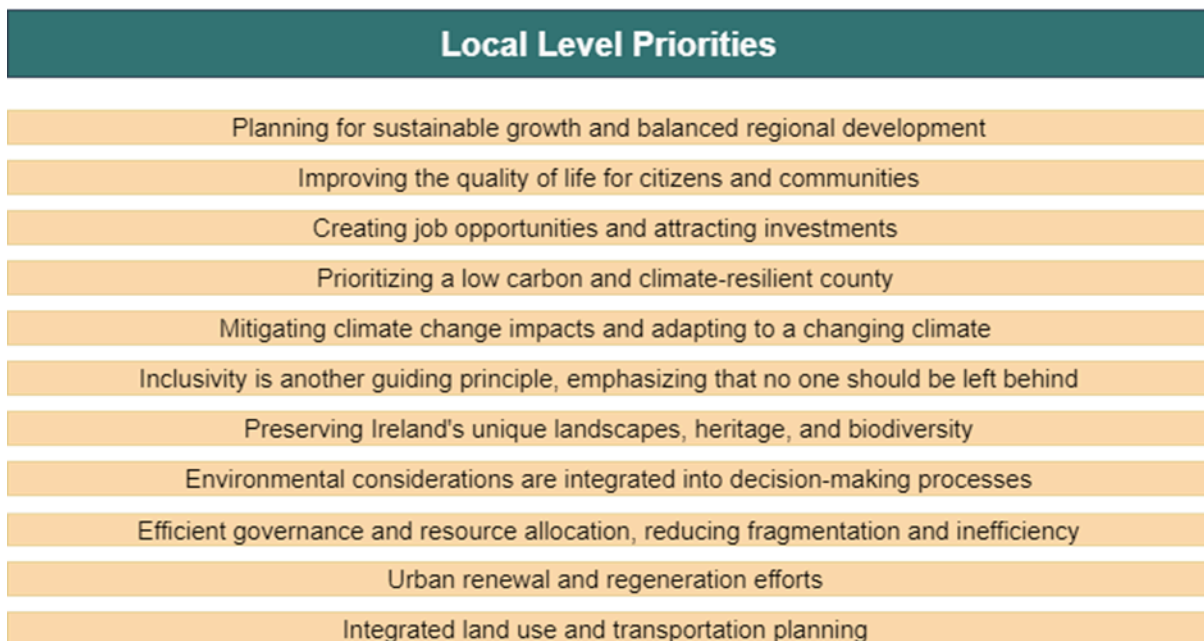 Local Level Priorities
Planning for sustainable growth and balanced regional development
Improving the quality of life for citizens and communities
Creating job opportunities and attracting investments
Prioritizing a low carbon and climate-resilient county
Mitigating climate change impacts and adapting to a changing climate
Inclusivity is another guiding principle, emphasizing that no one should be left behind
Preserving Ireland's unique landscapes, heritage, and biodiversity
Environmental considerations are integrated into decision-making processes
Efficient governance and resource allocation, reducing fragmentation and inefficiency
Urban renewal and regeneration efforts
Integrated land use and transportation planning